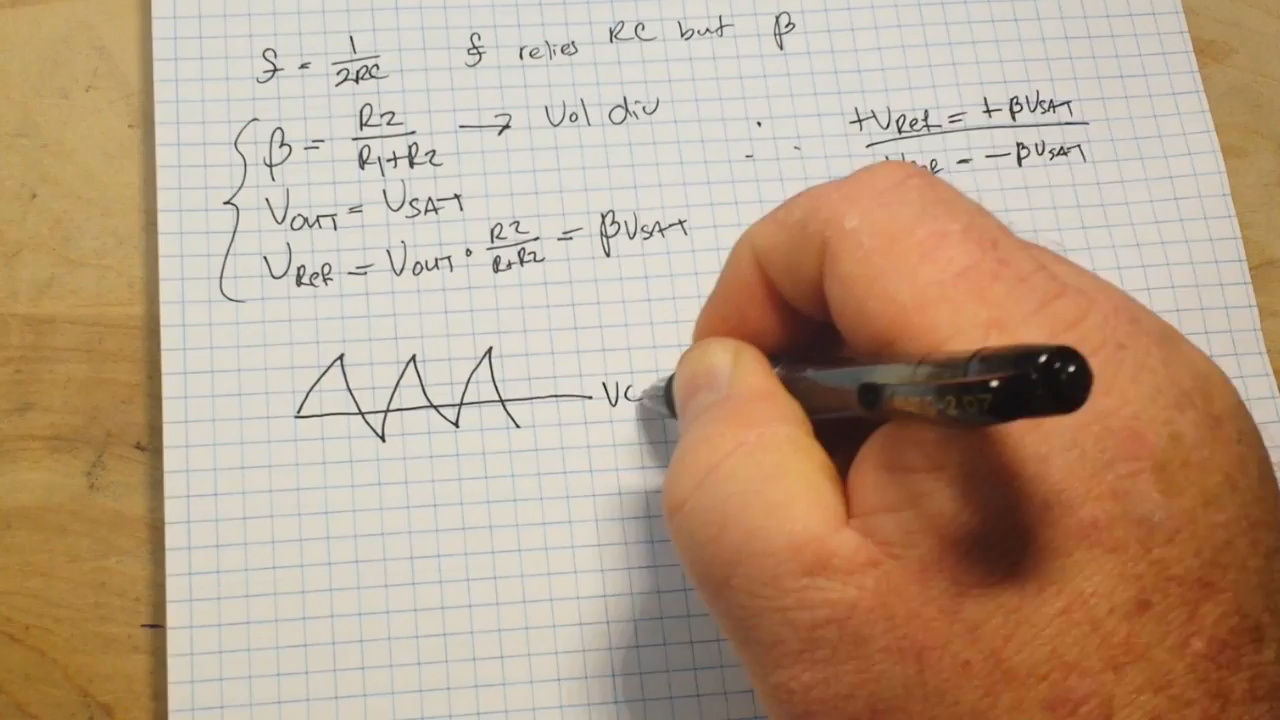 f = 1/2RC f relies RC but β
β = R2/R1+R2 → Vol div
VOUT = VSAT
VRef = VOUT · R2/R1+R2 = βVSAT
∴ +VRef = +βVSAT
= -βVSAT
VC